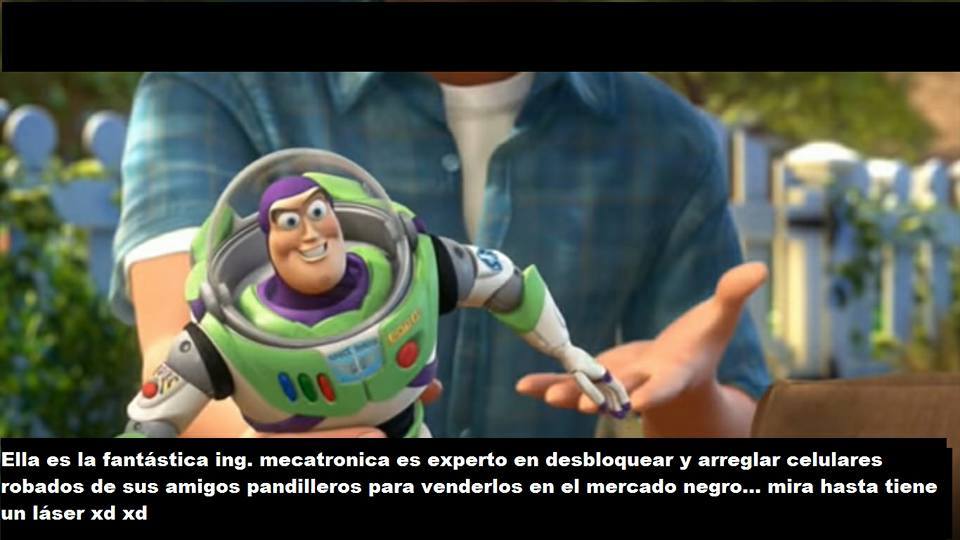 Ella es la fantástica ing. mecatronica es experto en desbloquear y arreglar celulares
robados de sus amigos pandilleros para venderlos en el mercado negro... mira hasta tiene
un láser xd xd